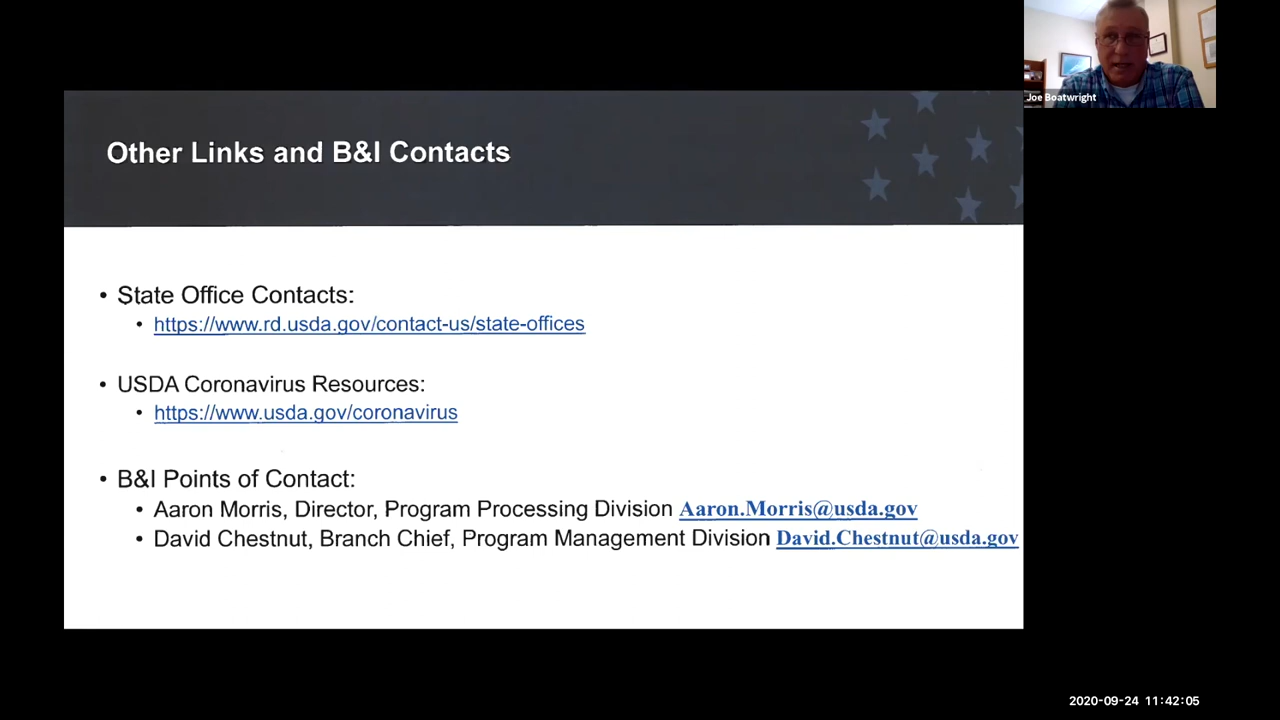 Joe Boatwright
Other Links and B&I Contacts
• State Office Contacts:
• https://www.rd.usda.gov/contact-us/state-offices
• USDA Coronavirus Resources:
• https://www.usda.gov/coronavirus
• B&I Points of Contact:
• Aaron Morris, Director, Program Processing Division Aaron.Morris@usda.gov
• David Chestnut, Branch Chief, Program Management Division David.Chestnut@usda.gov
2020-09-24 11:42:05